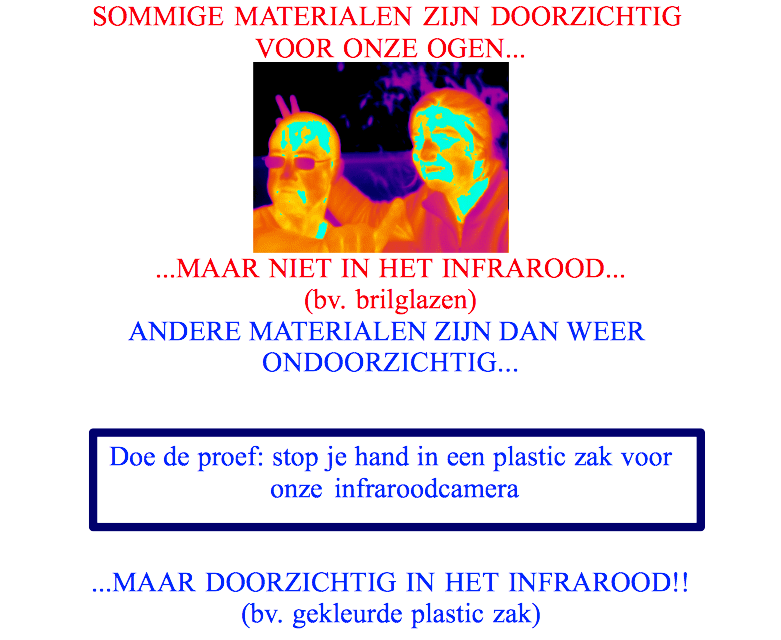 SOMMIGE MATERIALEN ZIJN DOORZICHTIG
VOOR ONZE OGEN...
...MAAR NIET IN HET INFRAROOD...
(bv. brilglazen)
ANDERE MATERIALEN ZIJN DAN WEER
ONDOORZICHTIG...
Doe de proef: stop je hand in een plastic zak voor
onze infraroodcamera
...MAAR DOORZICHTIG IN HET INFRAROOD!!
(bv. gekleurde plastic zak)